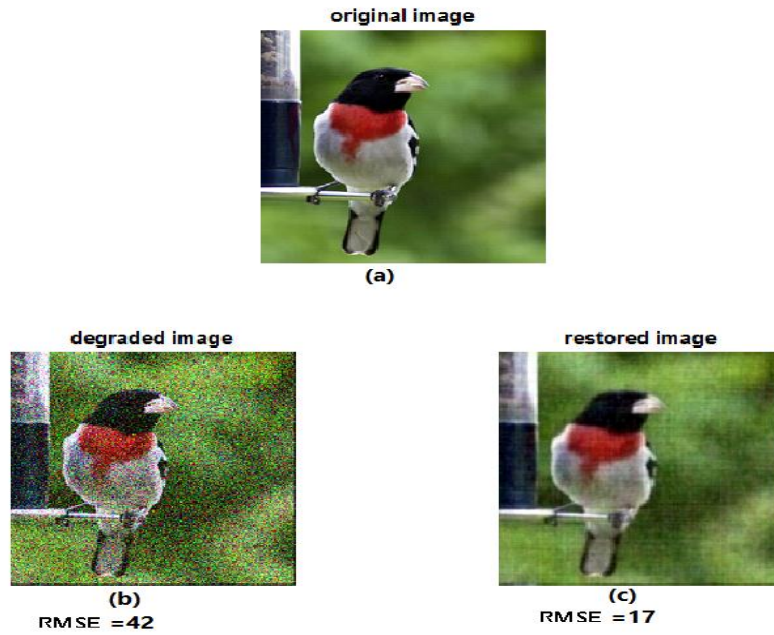 original image
(a)
degraded image
restored image
(b)
(c)
RMSE =42
RMSE =17